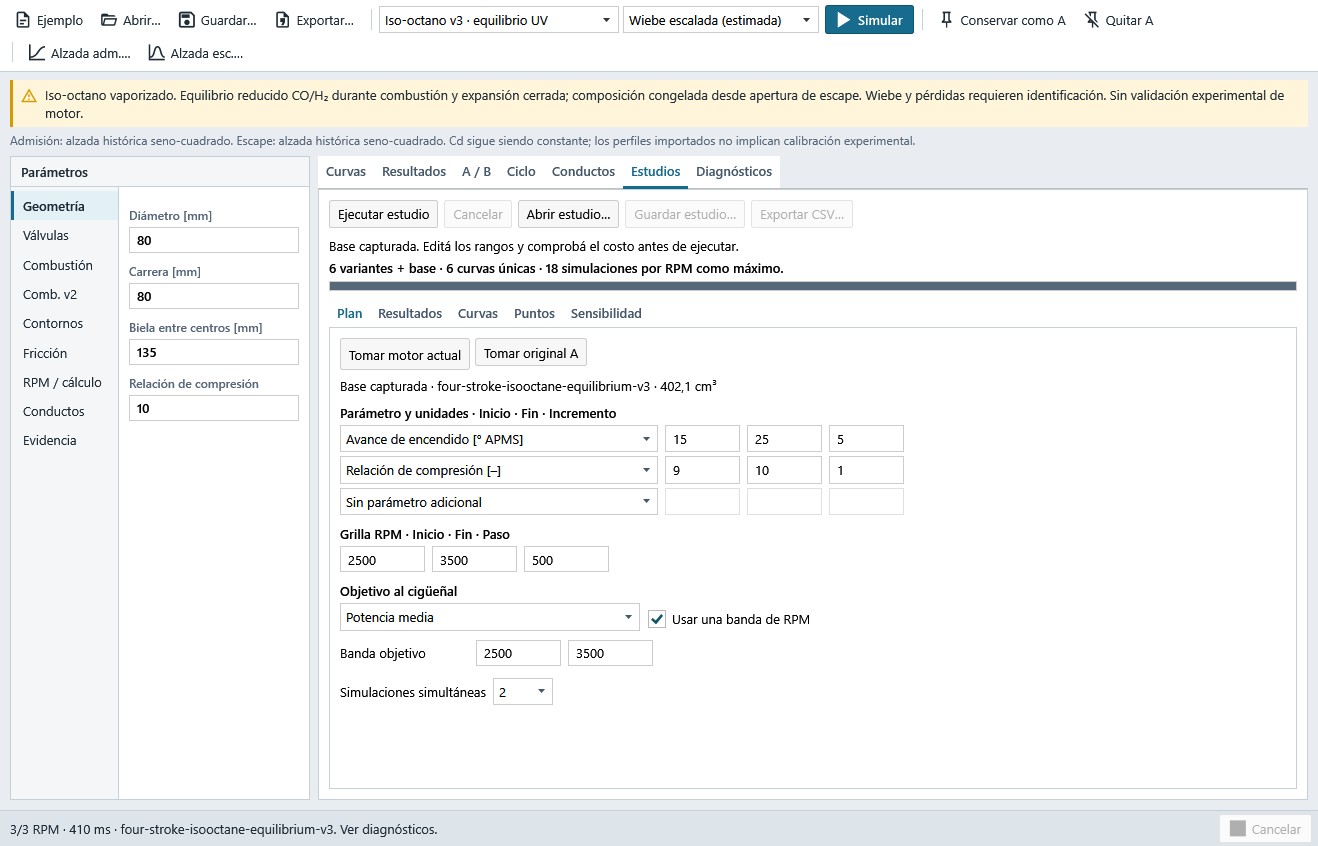 Ejemplo Abrir... Guardar... Exportar... Iso-octano v3 · equilibrio UV Wiebe escalada (estimada) Simular Conservar como A Quitar A
Alzada adm.... Alzada esc....
Iso-octano vaporizado. Equilibrio reducido CO/H₂ durante combustión y expansión cerrada; composición congelada desde apertura de escape. Wiebe y pérdidas requieren identificación. Sin validación experimental de
motor.
Admisión: alzada histórica seno-cuadrado. Escape: alzada histórica seno-cuadrado. Cd sigue siendo constante; los perfiles importados no implican calibración experimental.
Parámetros
Geometría
Válvulas
Combustión
Comb. v2
Contornos
Fricción
RPM / cálculo
Conductos
Evidencia
Diámetro [mm]
80
Carrera [mm]
80
Biela entre centros [mm]
135
Relación de compresión
10
Curvas Resultados A / B Ciclo Conductos Estudios Diagnósticos
Ejecutar estudio Cancelar Abrir estudio... Guardar estudio... Exportar CSV...
Base capturada. Editá los rangos y comprobá el costo antes de ejecutar.
6 variantes + base · 6 curvas únicas · 18 simulaciones por RPM como máximo.
Plan Resultados Curvas Puntos Sensibilidad
Tomar motor actual Tomar original A
Base capturada · four-stroke-isooctane-equilibrium-v3 · 402,1 cm³
Parámetro y unidades · Inicio · Fin · Incremento
Avance de encendido [° APMS] 15 25 5
Relación de compresión [–] 9 10 1
Sin parámetro adicional
Grilla RPM · Inicio · Fin · Paso
2500 3500 500
Objetivo al cigüeñal
Potencia media Usar una banda de RPM
Banda objetivo 2500 3500
Simulaciones simultáneas 2
3/3 RPM · 410 ms · four-stroke-isooctane-equilibrium-v3. Ver diagnósticos. Cancelar